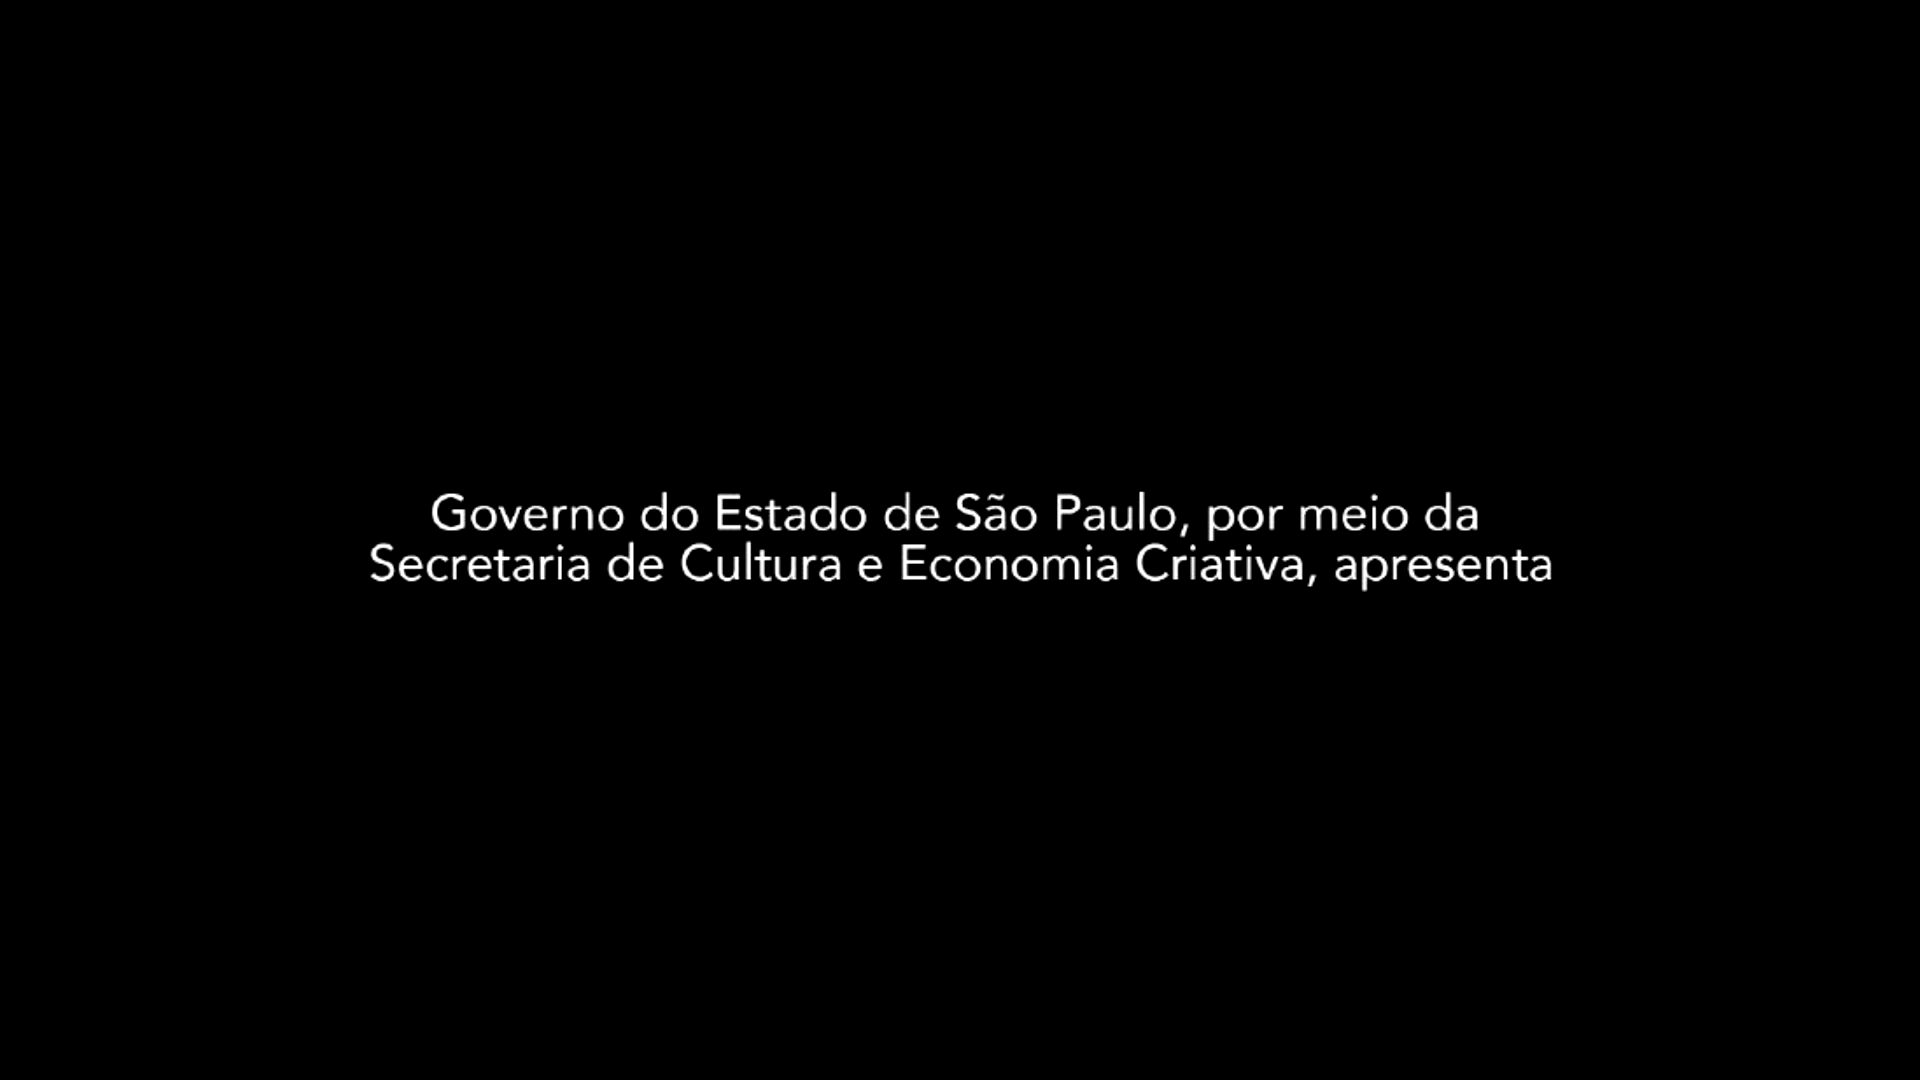 Governo do Estado de São Paulo, por meio da
Secretaria de Cultura e Economia Criativa, apresenta